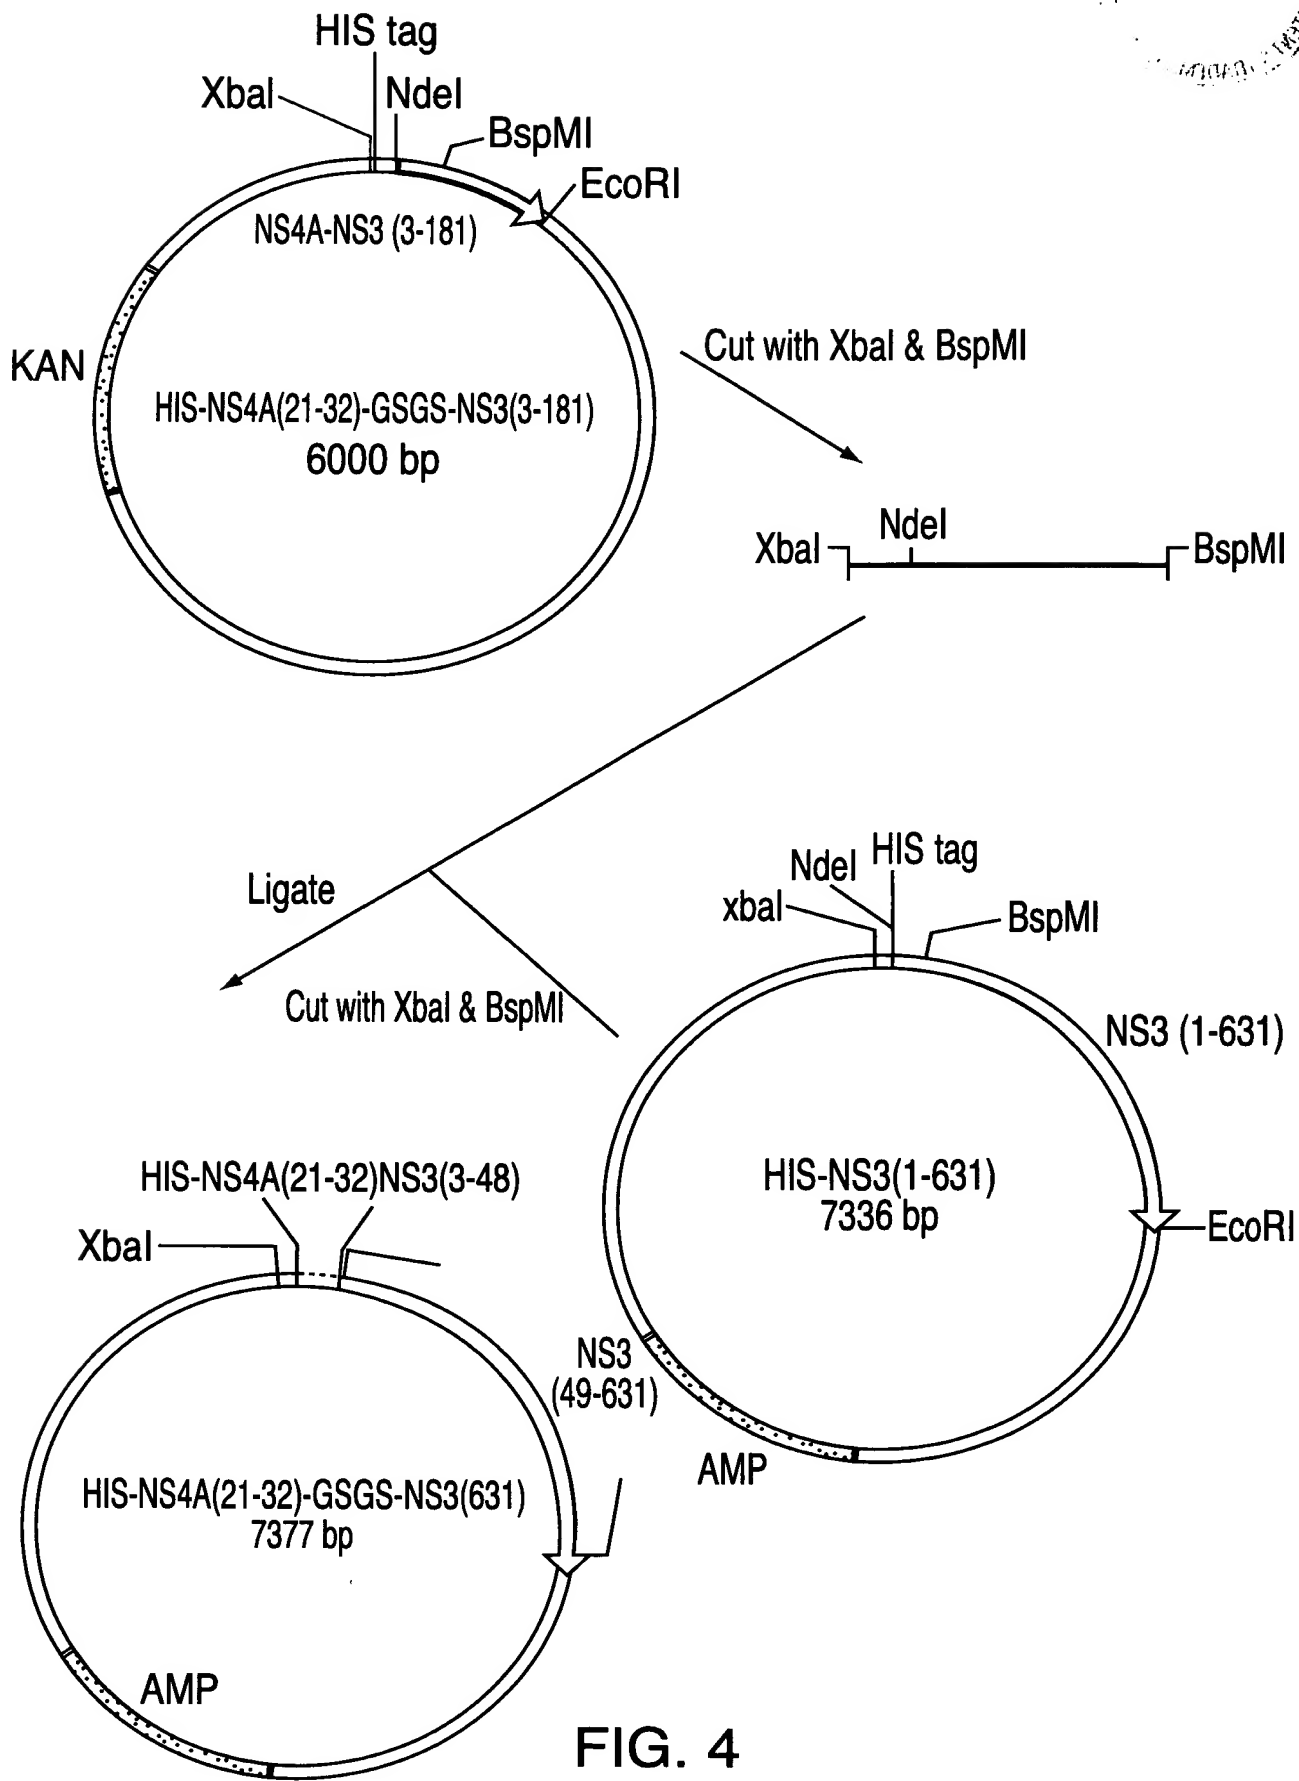 HIS tag
XbaI
NdeI
BspMI
EcoRI
NS4A-NS3 (3-181)
KAN
HIS-NS4A(21-32)-GSGS-NS3(3-181)
6000 bp
Cut with XbaI & BspMI
XbaI
NdeI
BspMI
Ligate
Cut with XbaI & BspMI
NdeI
HIS tag
xbaI
BspMI
NS3 (1-631)
HIS-NS3(1-631)
7336 bp
EcoRI
AMP
HIS-NS4A(21-32)NS3(3-48)
XbaI
NS3
(49-631)
HIS-NS4A(21-32)-GSGS-NS3(631)
7377 bp
AMP
FIG. 4